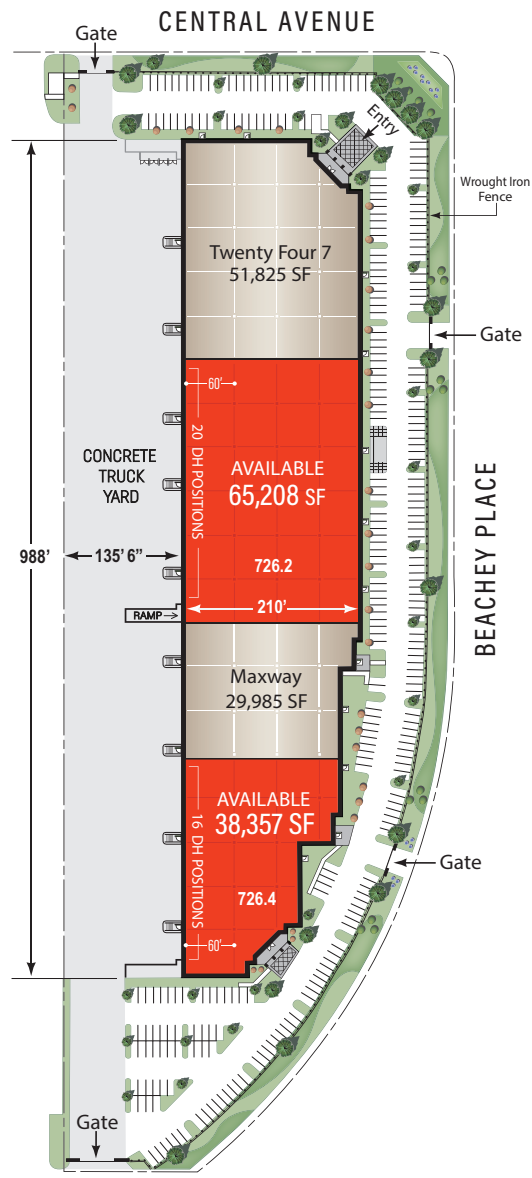 CENTRAL AVENUE
Gate
Entry
Wrought Iron
Fence
Twenty Four 7
51,825 SF
Gate
60'
20 DH POSITIONS
AVAILABLE
65,208 SF
726.2
CONCRETE
TRUCK
YARD
988'
135' 6"
210'
RAMP
BEACHEY PLACE
Maxway
29,985 SF
AVAILABLE
38,357 SF
16 DH POSITIONS
726.4
60'
Gate
Gate